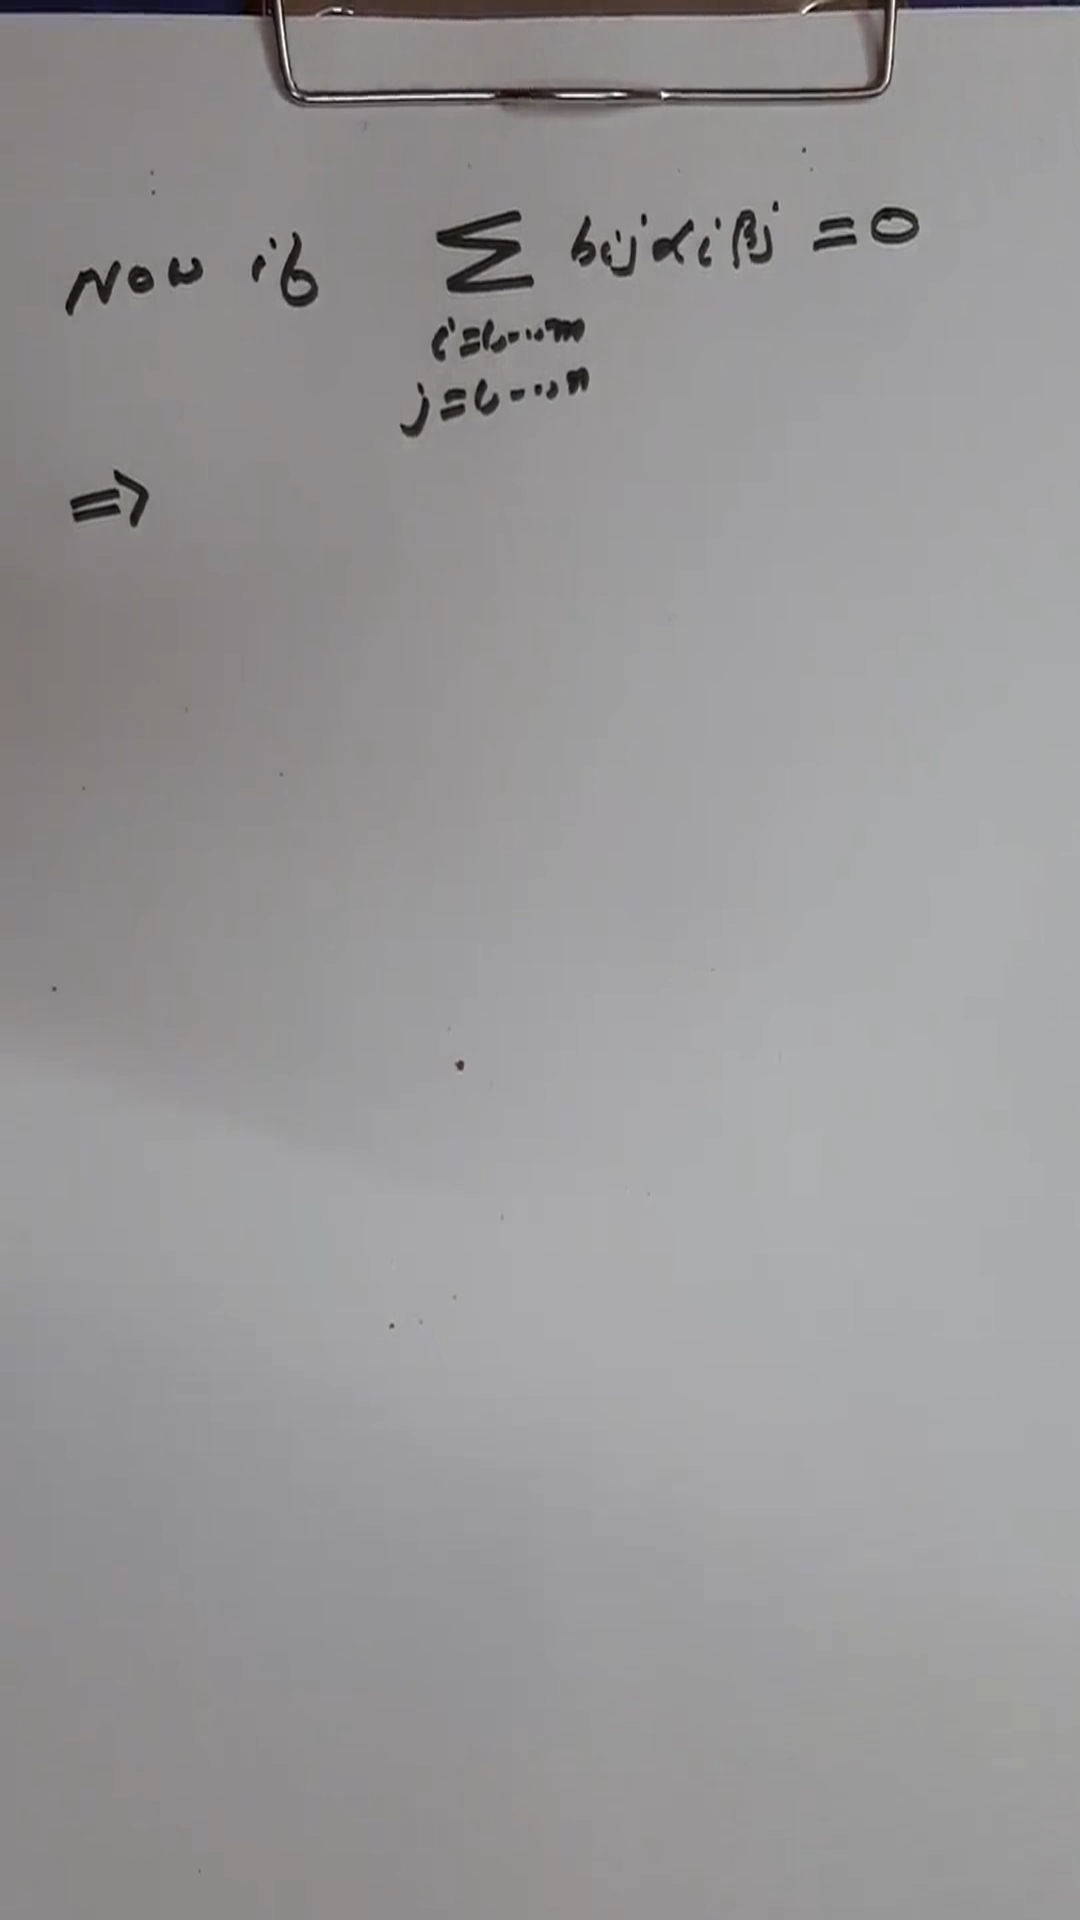 Now if ∑ bij αi βj = 0
i=1,...,m
j=1,...,n
⇒